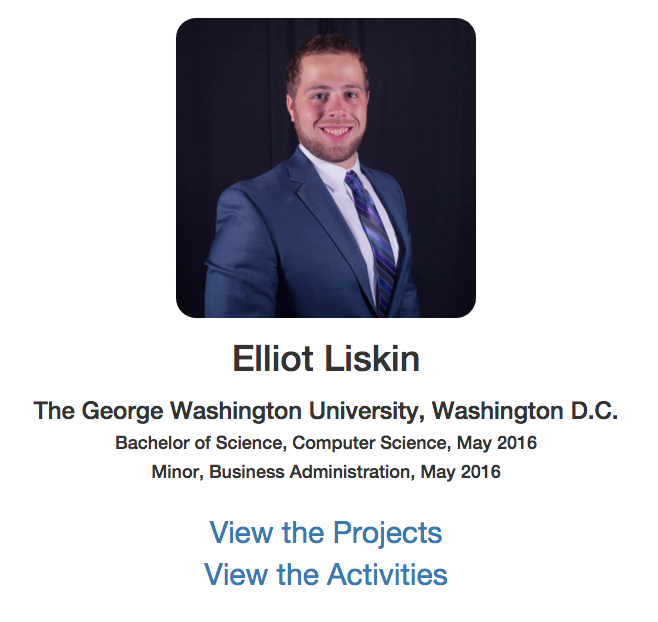 Elliot Liskin
The George Washington University, Washington D.C.
Bachelor of Science, Computer Science, May 2016
Minor, Business Administration, May 2016
View the Projects
View the Activities